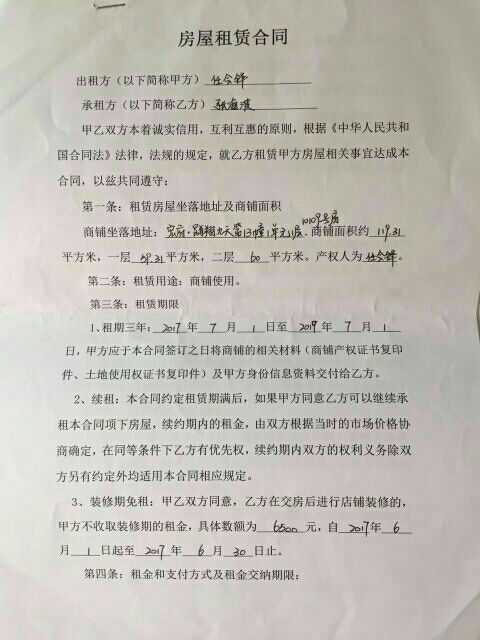 房屋租赁合同
出租方（以下简称甲方）任今锋
承租方（以下简称乙方）
甲乙双方本着诚实信用，互利互惠的原则，根据《中华人民共和
国合同法》法律，法规的规定，就乙方租赁甲方房屋相关事宜达成本
合同，以兹共同遵守：
第一条：租赁房屋坐落地址及商铺面积
10109号房
商铺坐落地址：宏府·鹍翔九天第13幢1单元1层 商铺面积约 119.31
平方米，一层 59.31 平方米，二层 60 平方米。产权人为任今锋。
第二条：租赁用途：商铺使用。
第三条：租赁期限
1、租期三年：2017 年 7 月 1 日至 2019 年 7 月 1
日，甲方应于本合同签订之日将商铺的相关材料（商铺产权证书复印
件、土地使用权证书复印件）及甲方身份信息资料交付给乙方。
2、续租：本合同约定租赁期满后，如果甲方同意乙方可以继续承
租本合同项下房屋，续约期内的租金，由双方根据当时的市场价格协
商确定，在同等条件下乙方有优先权，续约期内双方的权利义务除双
方另有约定外均适用本合同相应规定。
3、装修期免租：甲乙双方同意，乙方在交房后进行店铺装修的，
甲方不收取装修期的租金，具体数额为 6500 元，自 2017年 6
月 1 日起至 2017 年 6 月 30 日止。
第四条：租金和支付方式及租金交纳期限：